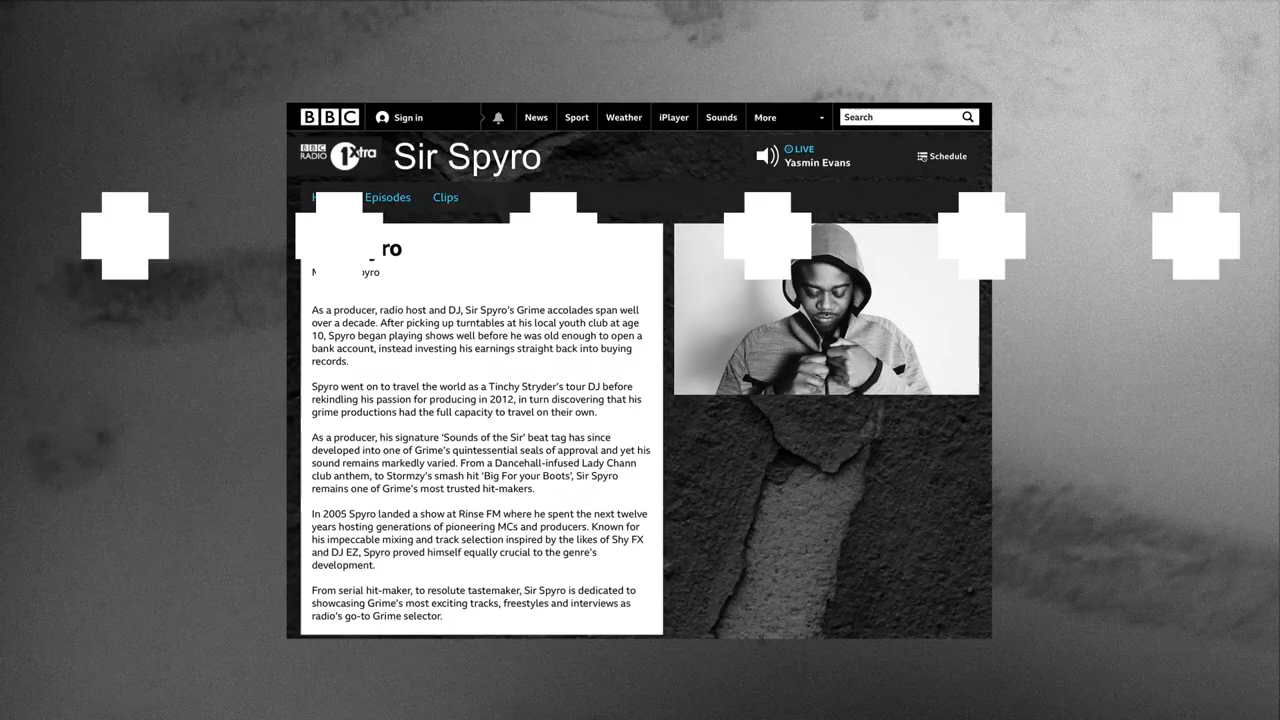 BBC Sign in News Sport Weather iPlayer Sounds More Search
BBC RADIO 1Xtra Sir Spyro LIVE
Yasmin Evans Schedule
Episodes Clips
As a producer, radio host and DJ, Sir Spyro's Grime accolades span well
over a decade. After picking up turntables at his local youth club at age
10, Spyro began playing shows well before he was old enough to open a
bank account, instead investing his earnings straight back into buying
records.
Spyro went on to travel the world as a Tinchy Stryder's tour DJ before
rekindling his passion for producing in 2012, in turn discovering that his
grime productions had the full capacity to travel on their own.
As a producer, his signature 'Sounds of the Sir' beat tag has since
developed into one of Grime's quintessential seals of approval and yet his
sound remains markedly varied. From a Dancehall-infused Lady Chann
club anthem, to Stormzy's smash hit 'Big For your Boots', Sir Spyro
remains one of Grime's most trusted hit-makers.
In 2005 Spyro landed a show at Rinse FM where he spent the next twelve
years hosting generations of pioneering MCs and producers. Known for
his impeccable mixing and track selection inspired by the likes of Shy FX
and DJ EZ, Spyro proved himself equally crucial to the genre's
development.
From serial hit-maker, to resolute tastemaker, Sir Spyro is dedicated to
showcasing Grime's most exciting tracks, freestyles and interviews as
radio's go-to Grime selector.